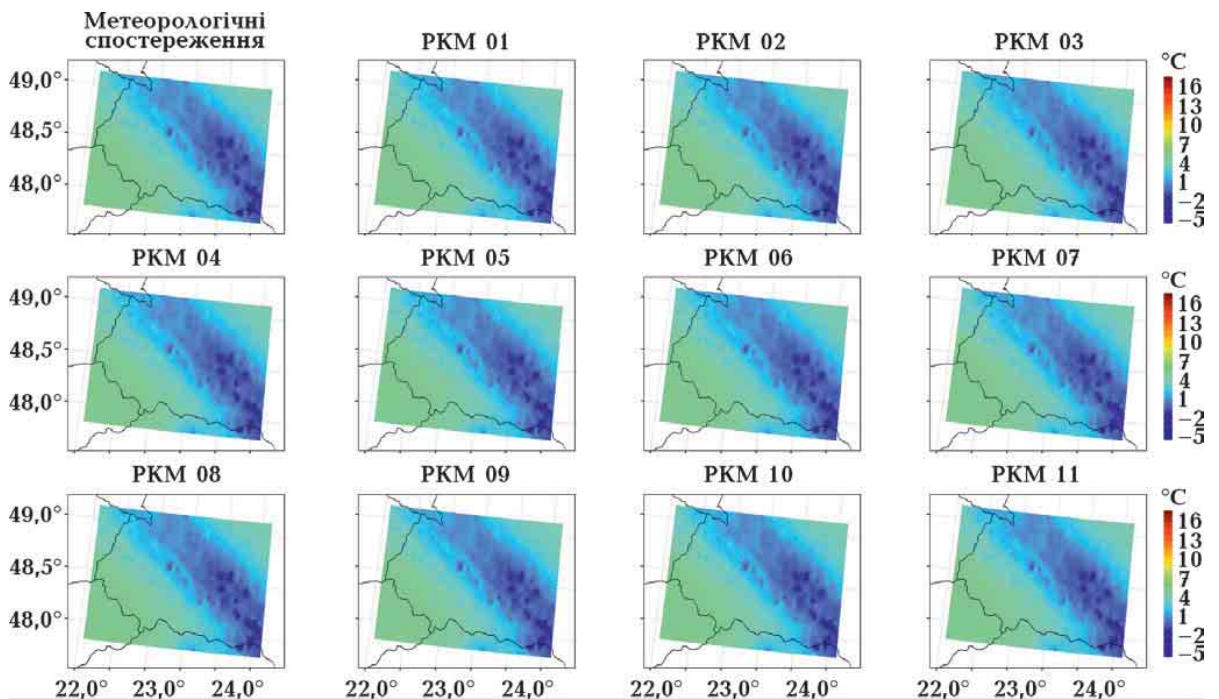 Метеорологічні
спостереження
РКМ 01
РКМ 02
РКМ 03
°C
49,0°
48,5°
48,0°
16
13
10
7
4
1
−2
−5
РКМ 04
РКМ 05
РКМ 06
РКМ 07
°C
49,0°
48,5°
48,0°
16
13
10
7
4
1
−2
−5
РКМ 08
РКМ 09
РКМ 10
РКМ 11
°C
49,0°
48,5°
48,0°
16
13
10
7
4
1
−2
−5
22,0° 23,0° 24,0°
22,0° 23,0° 24,0°
22,0° 23,0° 24,0°
22,0° 23,0° 24,0°